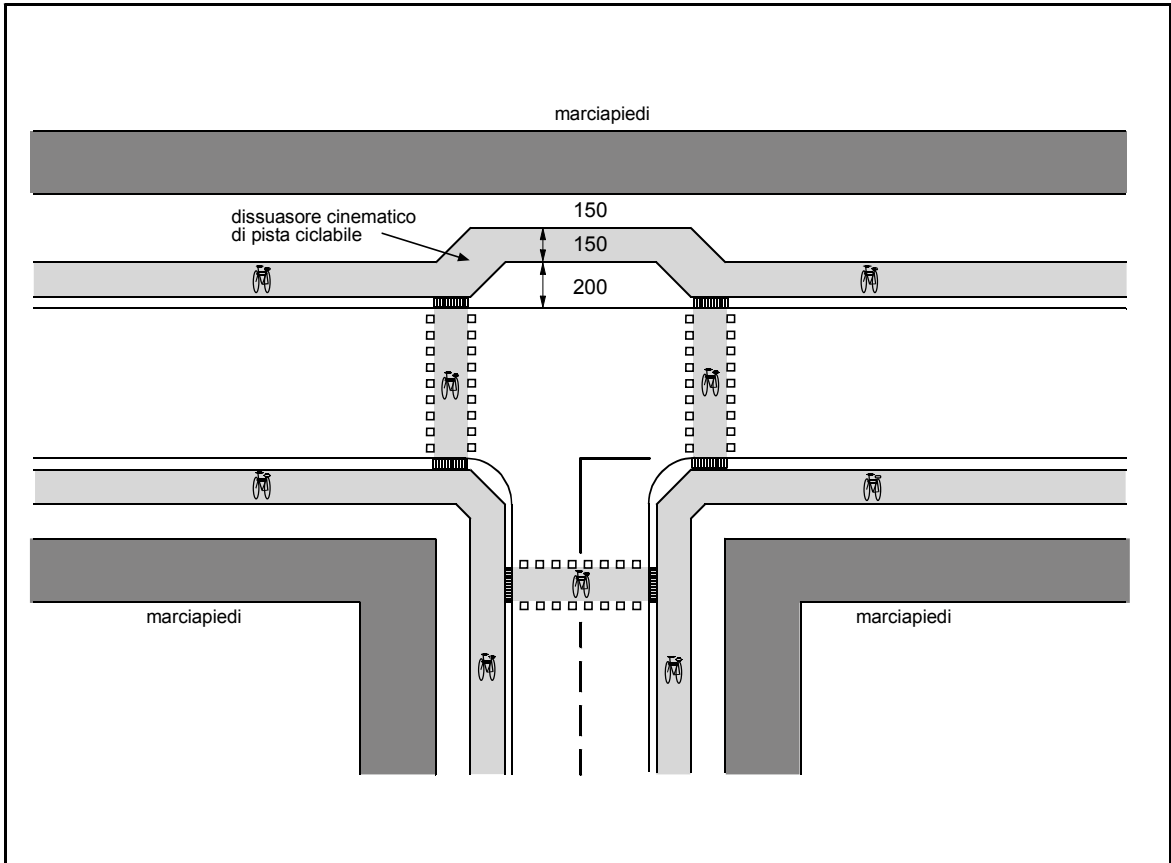 marciapiedi
150
dissuasore cinematico
di pista ciclabile
150
200
marciapiedi
marciapiedi